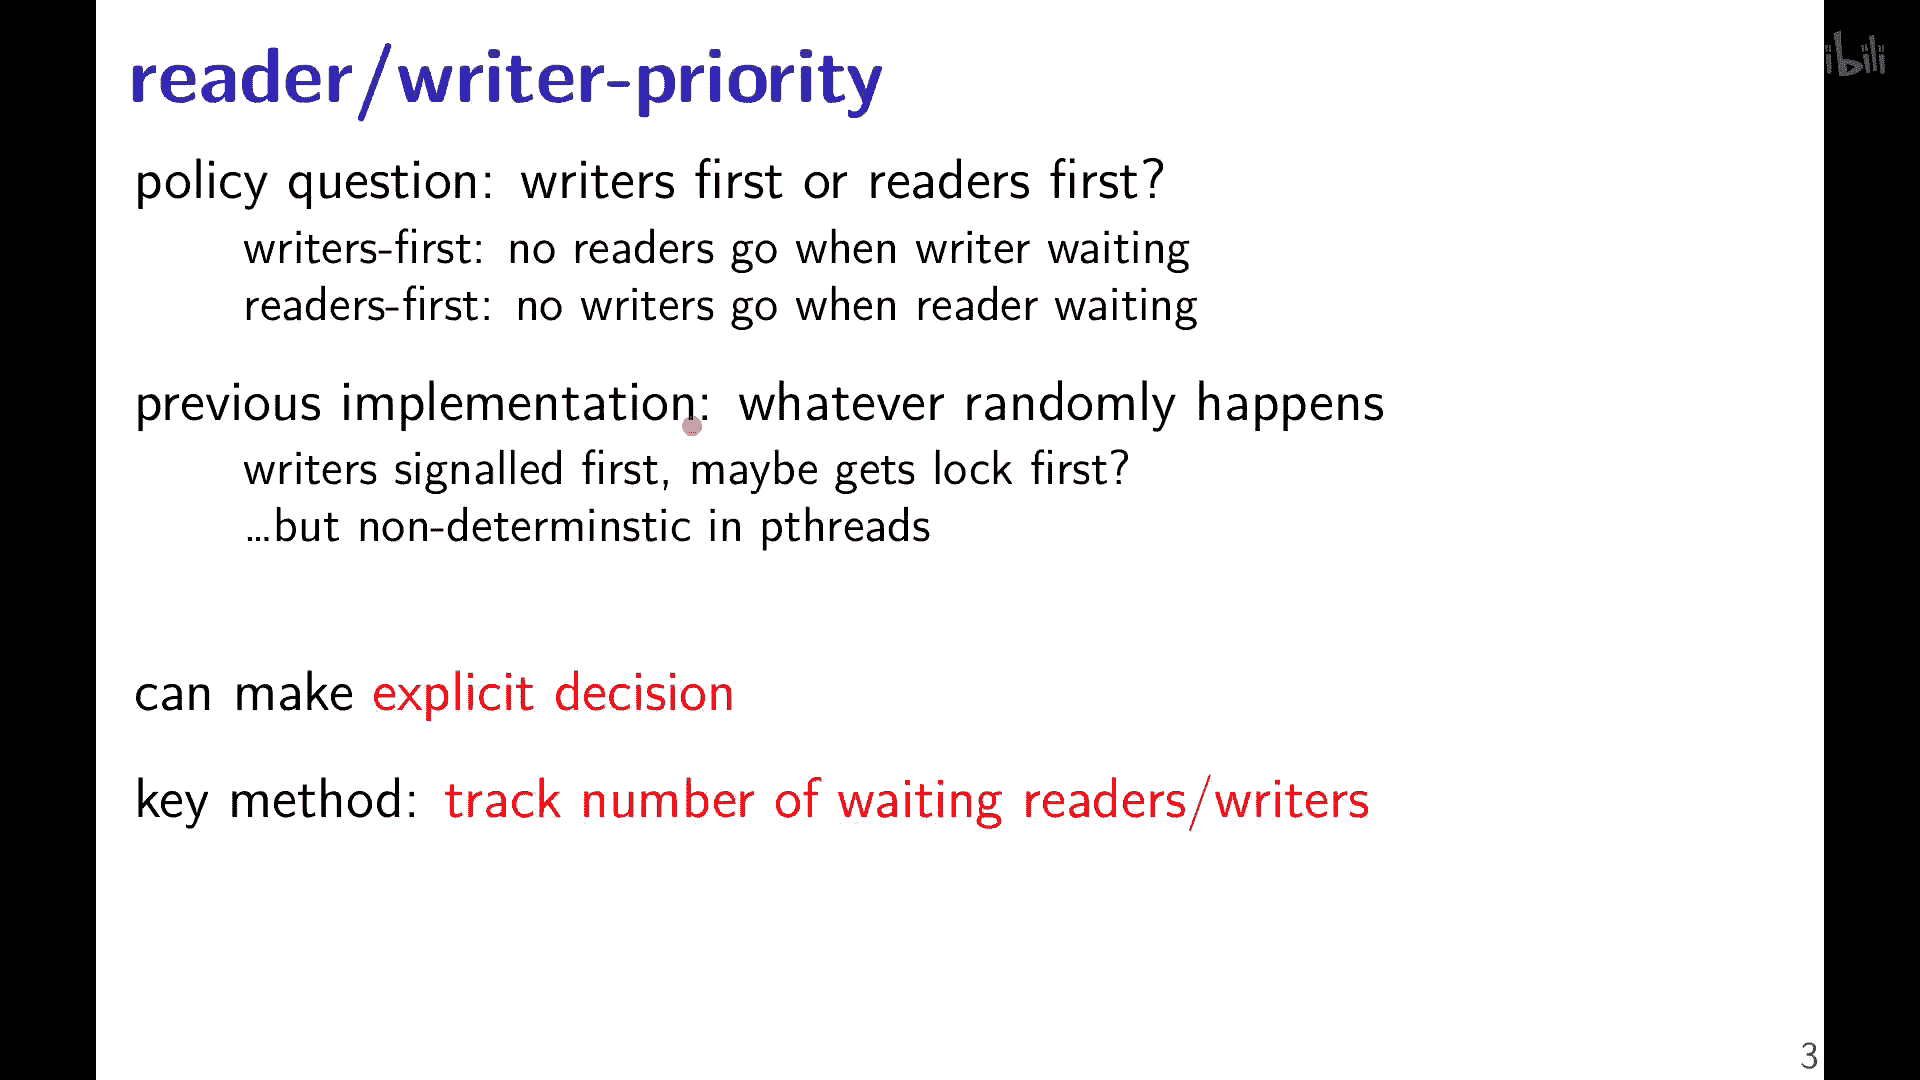 reader/writer-priority
policy question: writers first or readers first?
writers-first: no readers go when writer waiting
readers-first: no writers go when reader waiting
previous implementation: whatever randomly happens
writers signalled first, maybe gets lock first?
…but non-determinstic in pthreads
can make explicit decision
key method: track number of waiting readers/writers
3